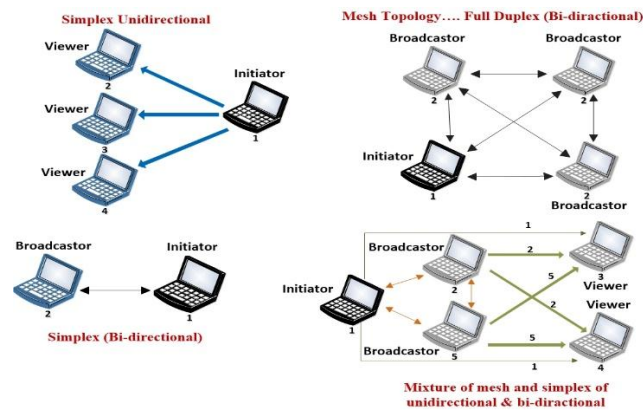 Simplex Unidirectional
Viewer
2
Initiator
Viewer
3
1
Viewer
4
Broadcastor
Initiator
2
1
Simplex (Bi-directional)
Mesh Topology.... Full Duplex (Bi-diractional)
Broadcastor
Broadcastor
2
2
Initiator
1
2
Broadcastor
1
Broadcastor
2
5
2
3
Viewer
Initiator
2
Viewer
1
5
Broadcastor
5
1
4
Mixture of mesh and simplex of
unidirectional & bi-diractional